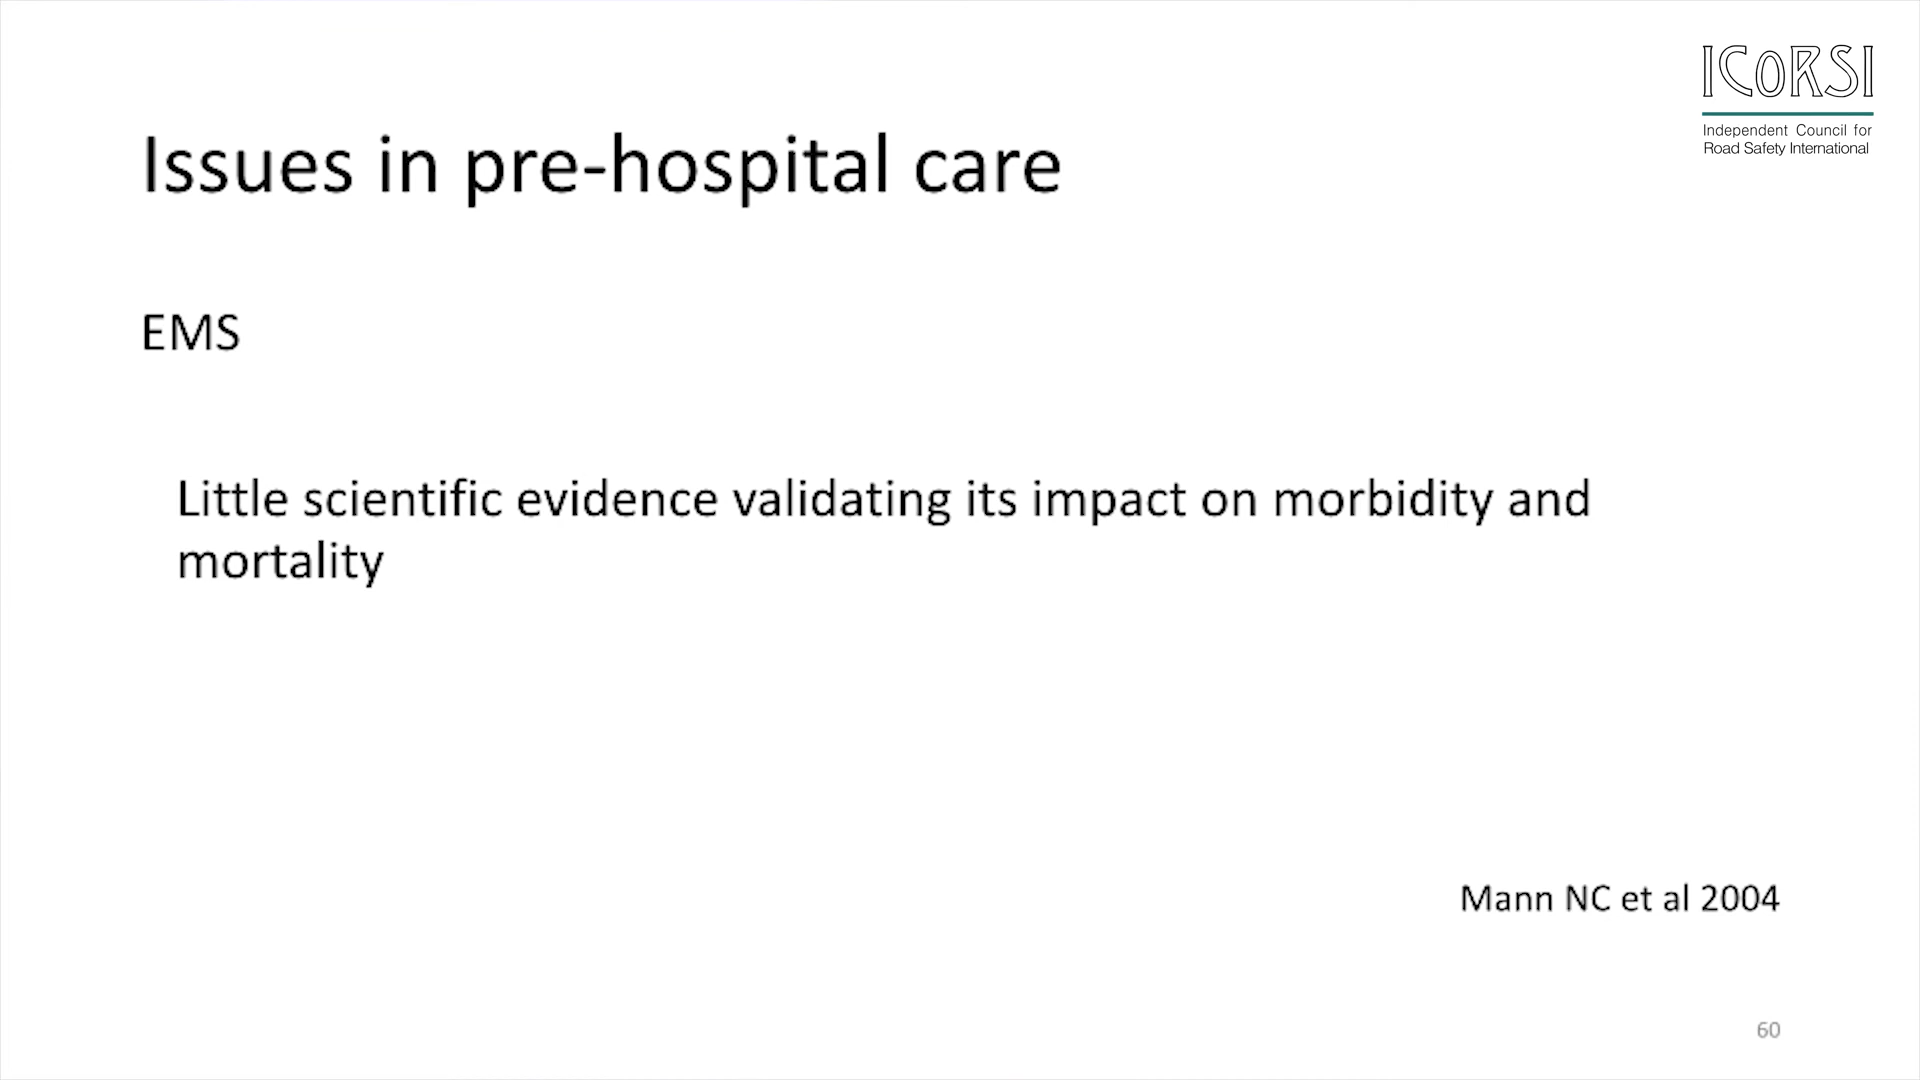 ICoRSI
Independent Council for
Road Safety International
Issues in pre-hospital care
EMS
Little scientific evidence validating its impact on morbidity and
mortality
Mann NC et al 2004
60